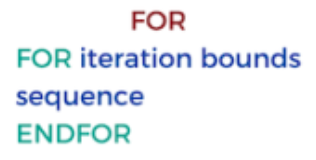 FOR
FOR iteration bounds
sequence
ENDFOR